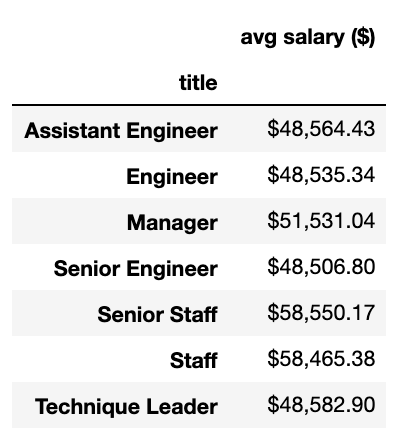 avg salary ($)
title
Assistant Engineer $48,564.43
Engineer $48,535.34
Manager $51,531.04
Senior Engineer $48,506.80
Senior Staff $58,550.17
Staff $58,465.38
Technique Leader $48,582.90